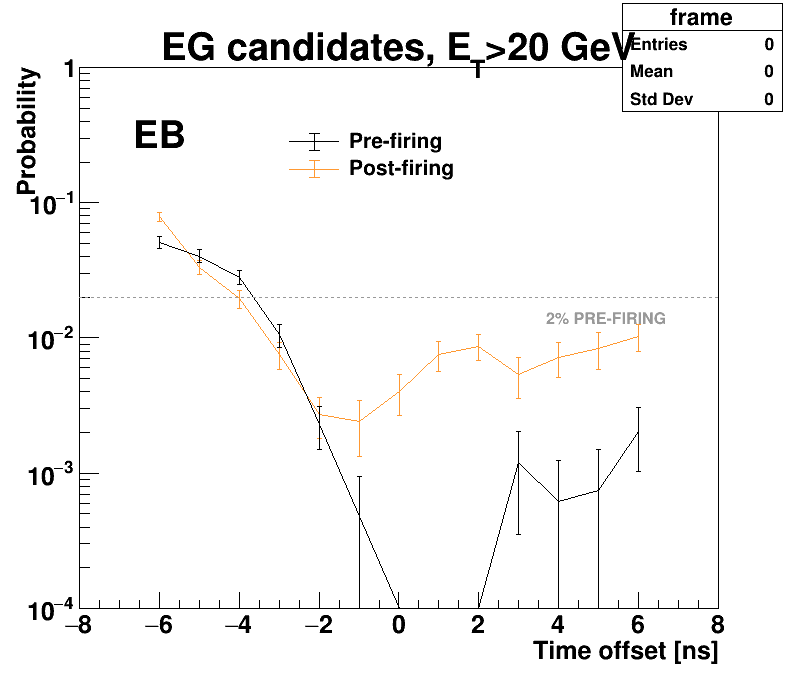 EG candidates, E_T>20 GeV
frame
Entries 0
Mean 0
Std Dev 0
Probability
EB
Pre-firing
Post-firing
2% PRE-FIRING
1
10⁻¹
10⁻²
10⁻³
10⁻⁴
−8 −6 −4 −2 0 2 4 6 8
Time offset [ns]